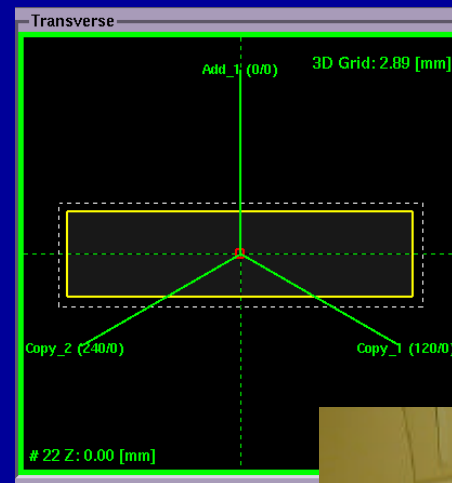 Transverse
Add_1 (0/0)
3D Grid: 2.89 [mm]
Copy_2 (240/0)
Copy_1 (120/0)
# 22 Z: 0.00 [mm]